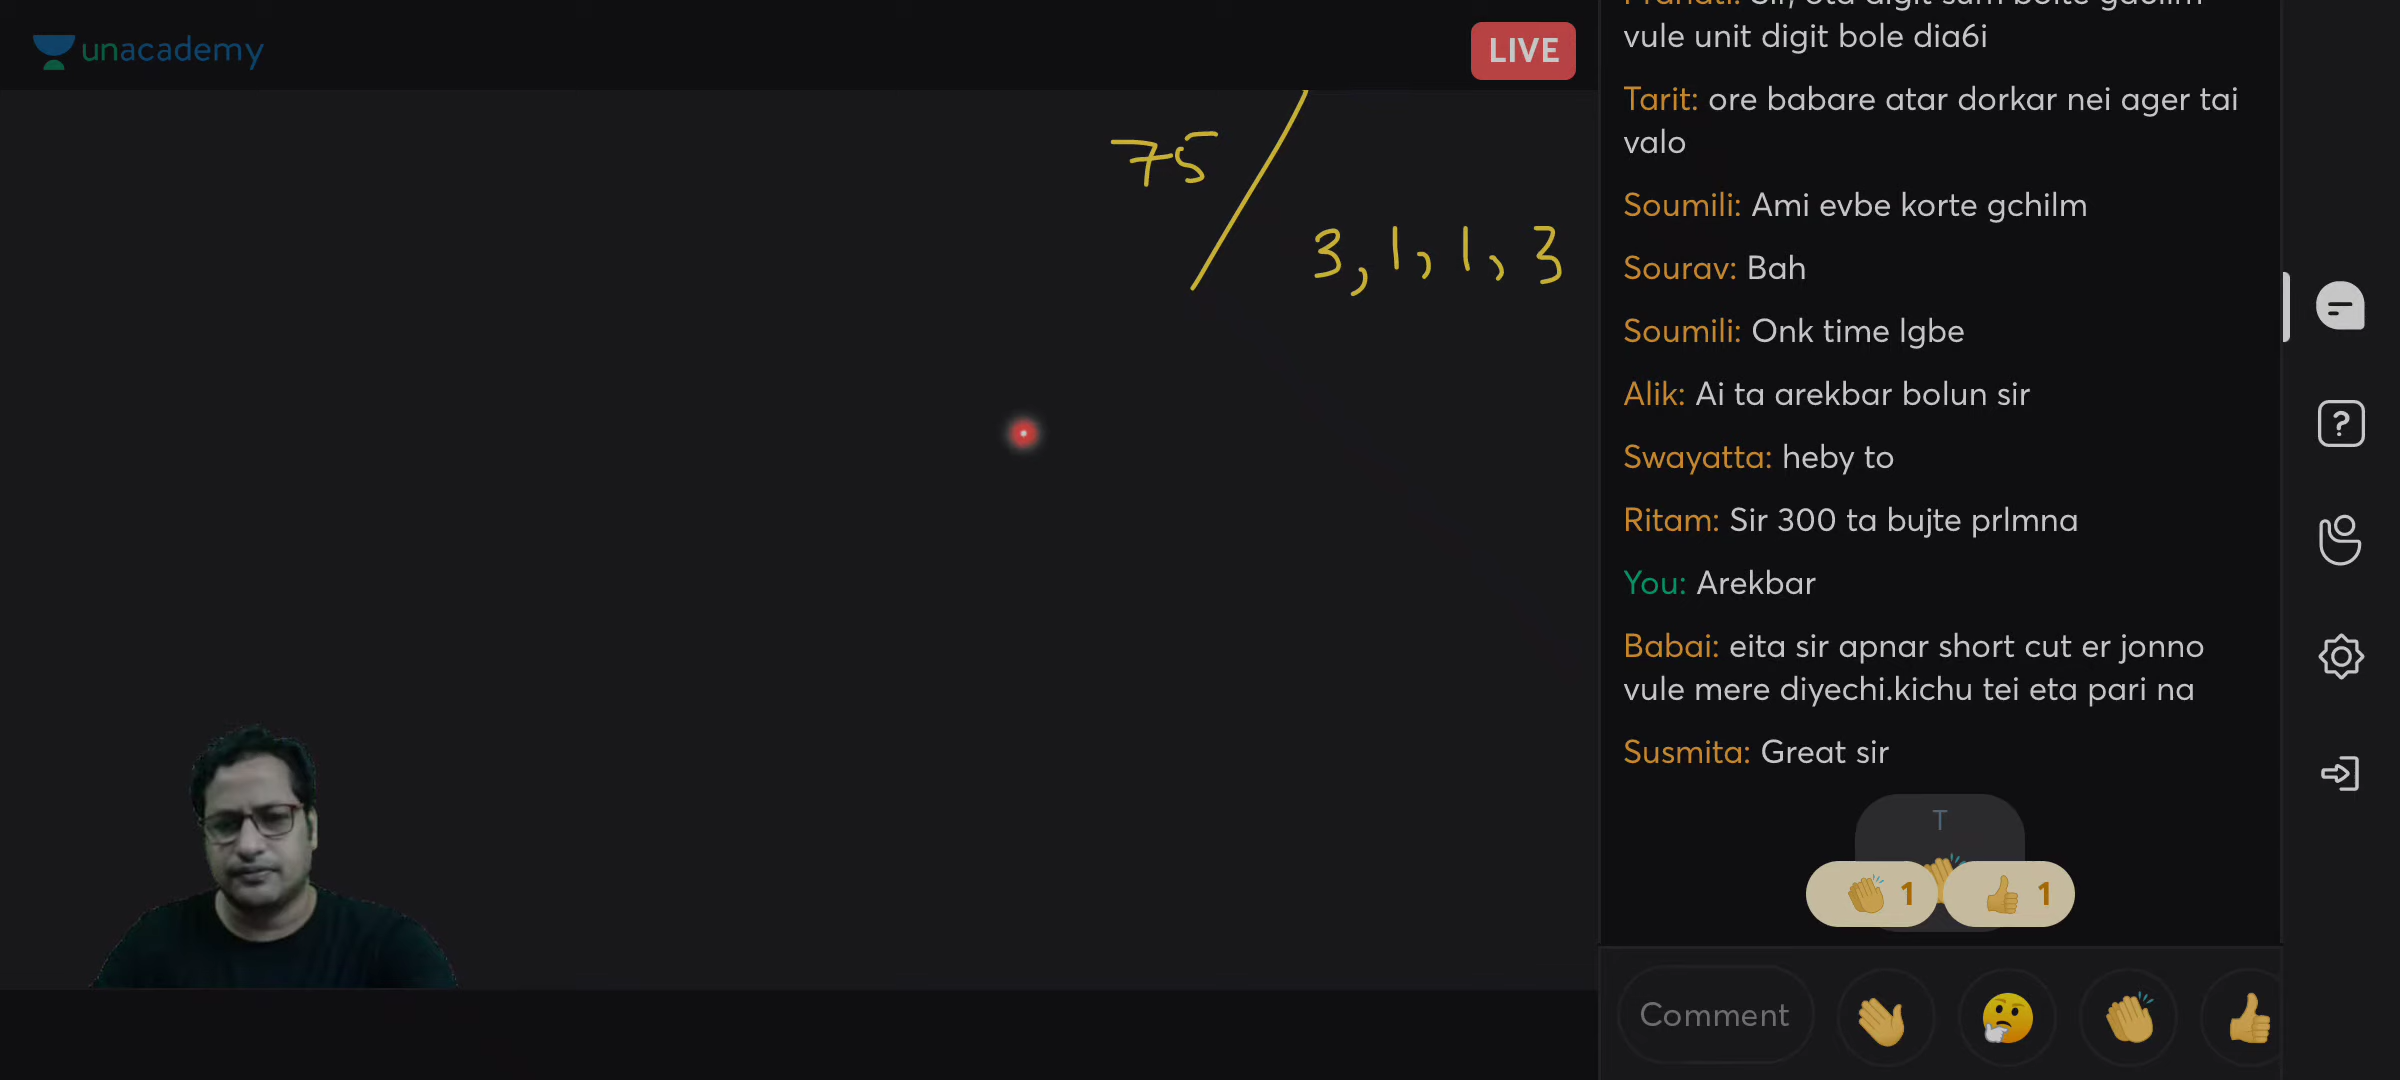 unacademy
LIVE
75
3, 1, 1, 3
vule unit digit bole dia6i
Tarit: ore babare atar dorkar nei ager tai
valo
Soumili: Ami evbe korte gchilm
Sourav: Bah
Soumili: Onk time lgbe
Alik: Ai ta arekbar bolun sir
Swayatta: heby to
Ritam: Sir 300 ta bujte prlmna
You: Arekbar
Babai: eita sir apnar short cut er jonno
vule mere diyechi.kichu tei eta pari na
Susmita: Great sir
T
1
1
Comment